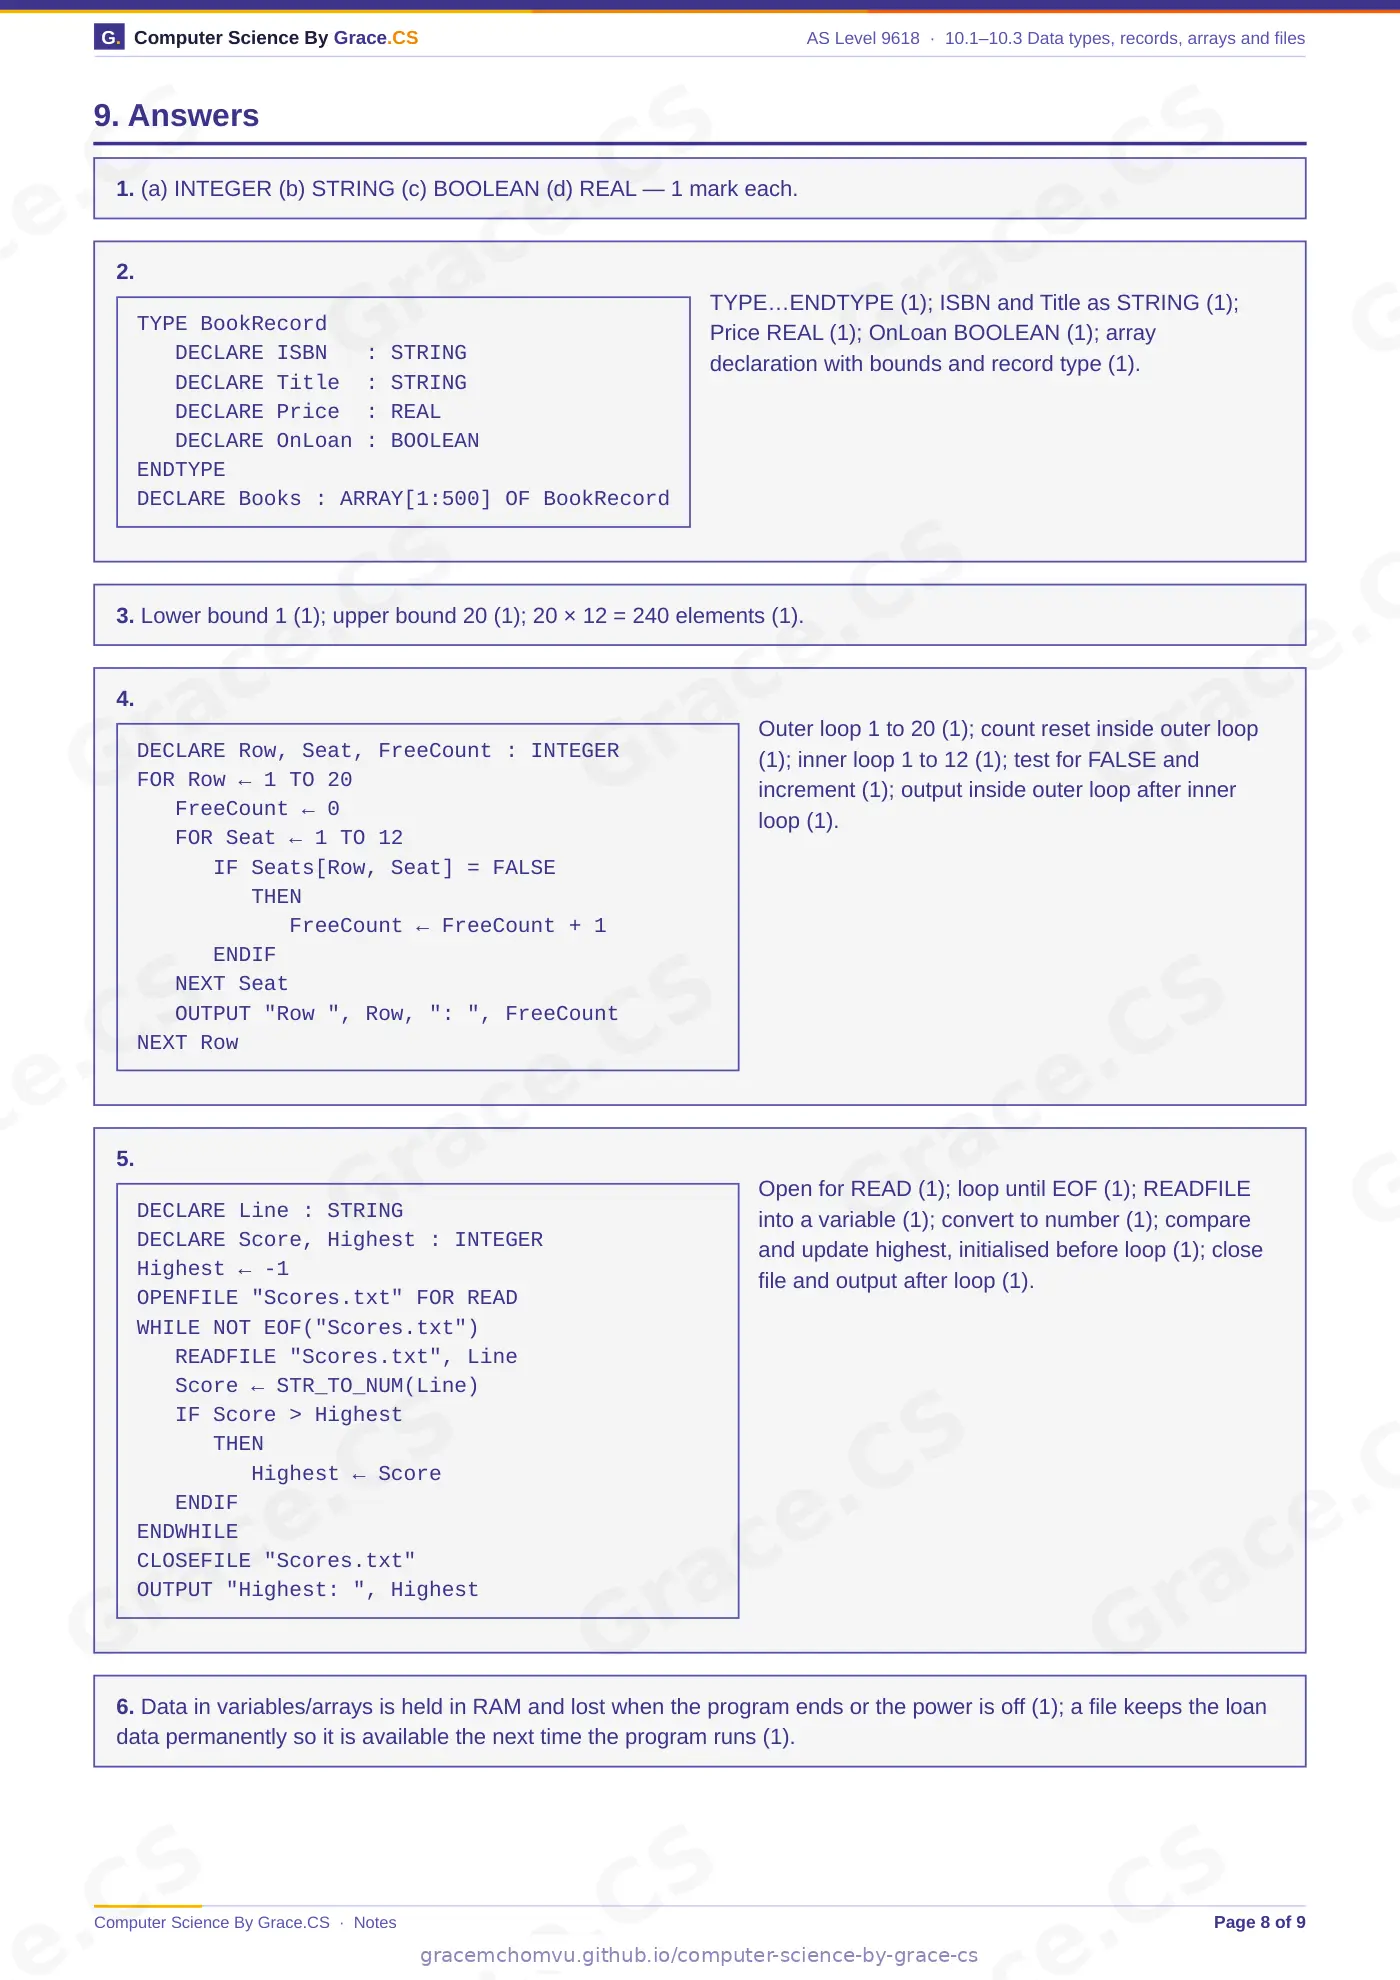 G. Computer Science By Grace.CS
AS Level 9618 · 10.1–10.3 Data types, records, arrays and files
9. Answers
1. (a) INTEGER (b) STRING (c) BOOLEAN (d) REAL — 1 mark each.
2.
TYPE BookRecord
   DECLARE ISBN   : STRING
   DECLARE Title  : STRING
   DECLARE Price  : REAL
   DECLARE OnLoan : BOOLEAN
ENDTYPE
DECLARE Books : ARRAY[1:500] OF BookRecord
TYPE…ENDTYPE (1); ISBN and Title as STRING (1);
Price REAL (1); OnLoan BOOLEAN (1); array
declaration with bounds and record type (1).
3. Lower bound 1 (1); upper bound 20 (1); 20 × 12 = 240 elements (1).
4.
DECLARE Row, Seat, FreeCount : INTEGER
FOR Row ← 1 TO 20
   FreeCount ← 0
   FOR Seat ← 1 TO 12
      IF Seats[Row, Seat] = FALSE
         THEN
            FreeCount ← FreeCount + 1
      ENDIF
   NEXT Seat
   OUTPUT "Row ", Row, ": ", FreeCount
NEXT Row
Outer loop 1 to 20 (1); count reset inside outer loop
(1); inner loop 1 to 12 (1); test for FALSE and
increment (1); output inside outer loop after inner
loop (1).
5.
DECLARE Line : STRING
DECLARE Score, Highest : INTEGER
Highest ← -1
OPENFILE "Scores.txt" FOR READ
WHILE NOT EOF("Scores.txt")
   READFILE "Scores.txt", Line
   Score ← STR_TO_NUM(Line)
   IF Score > Highest
      THEN
         Highest ← Score
   ENDIF
ENDWHILE
CLOSEFILE "Scores.txt"
OUTPUT "Highest: ", Highest
Open for READ (1); loop until EOF (1); READFILE
into a variable (1); convert to number (1); compare
and update highest, initialised before loop (1); close
file and output after loop (1).
6. Data in variables/arrays is held in RAM and lost when the program ends or the power is off (1); a file keeps the loan
data permanently so it is available the next time the program runs (1).
Computer Science By Grace.CS · Notes
Page 8 of 9
gracemchomvu.github.io/computer-science-by-grace-cs